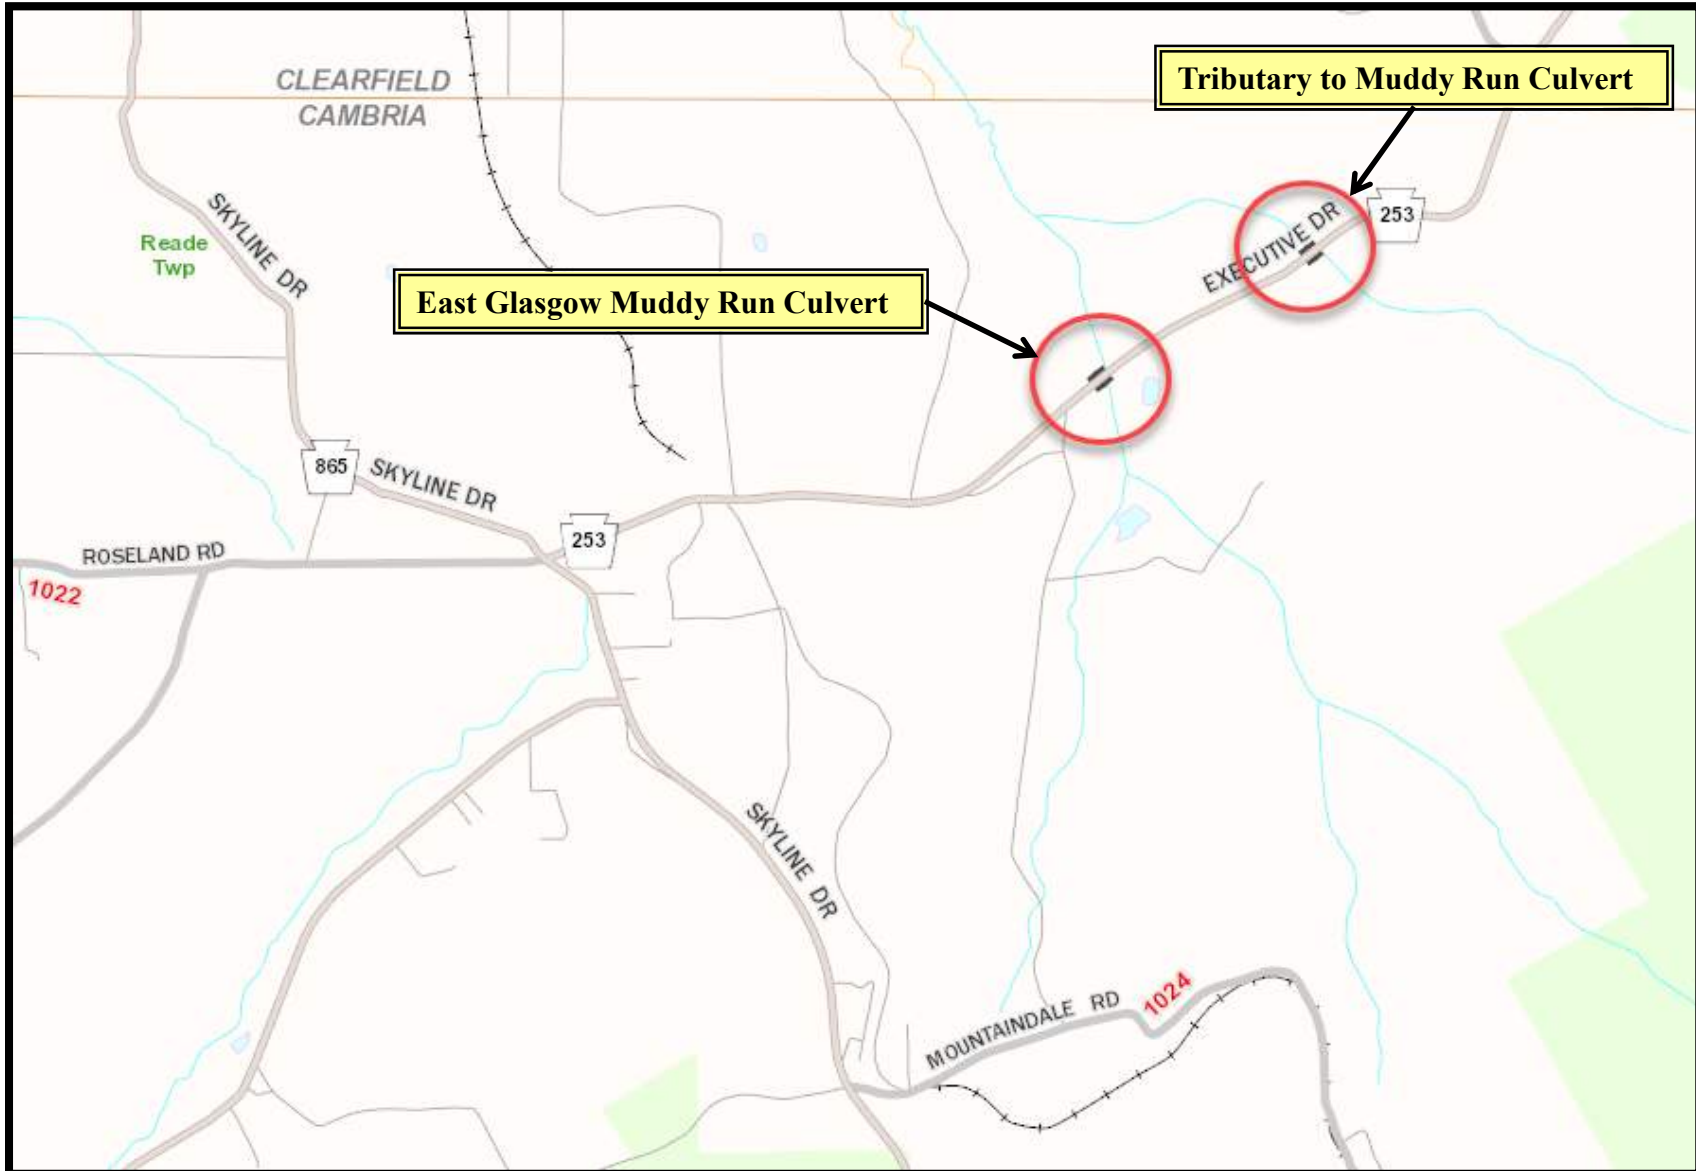 CLEARFIELD
CAMBRIA
Tributary to Muddy Run Culvert
SKYLINE DR
Reade
Twp
EXECUTIVE DR
253
East Glasgow Muddy Run Culvert
865
SKYLINE DR
253
ROSELAND RD
1022
SKYLINE DR
MOUNTAINDALE RD
1024